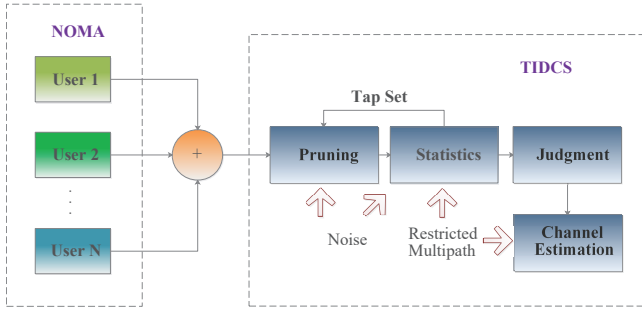 NOMA
TIDCS
User 1
User 2
.
.
.
User N
+
Tap Set
Pruning
Statistics
Judgment
Noise
Restricted
Multipath
Channel
Estimation